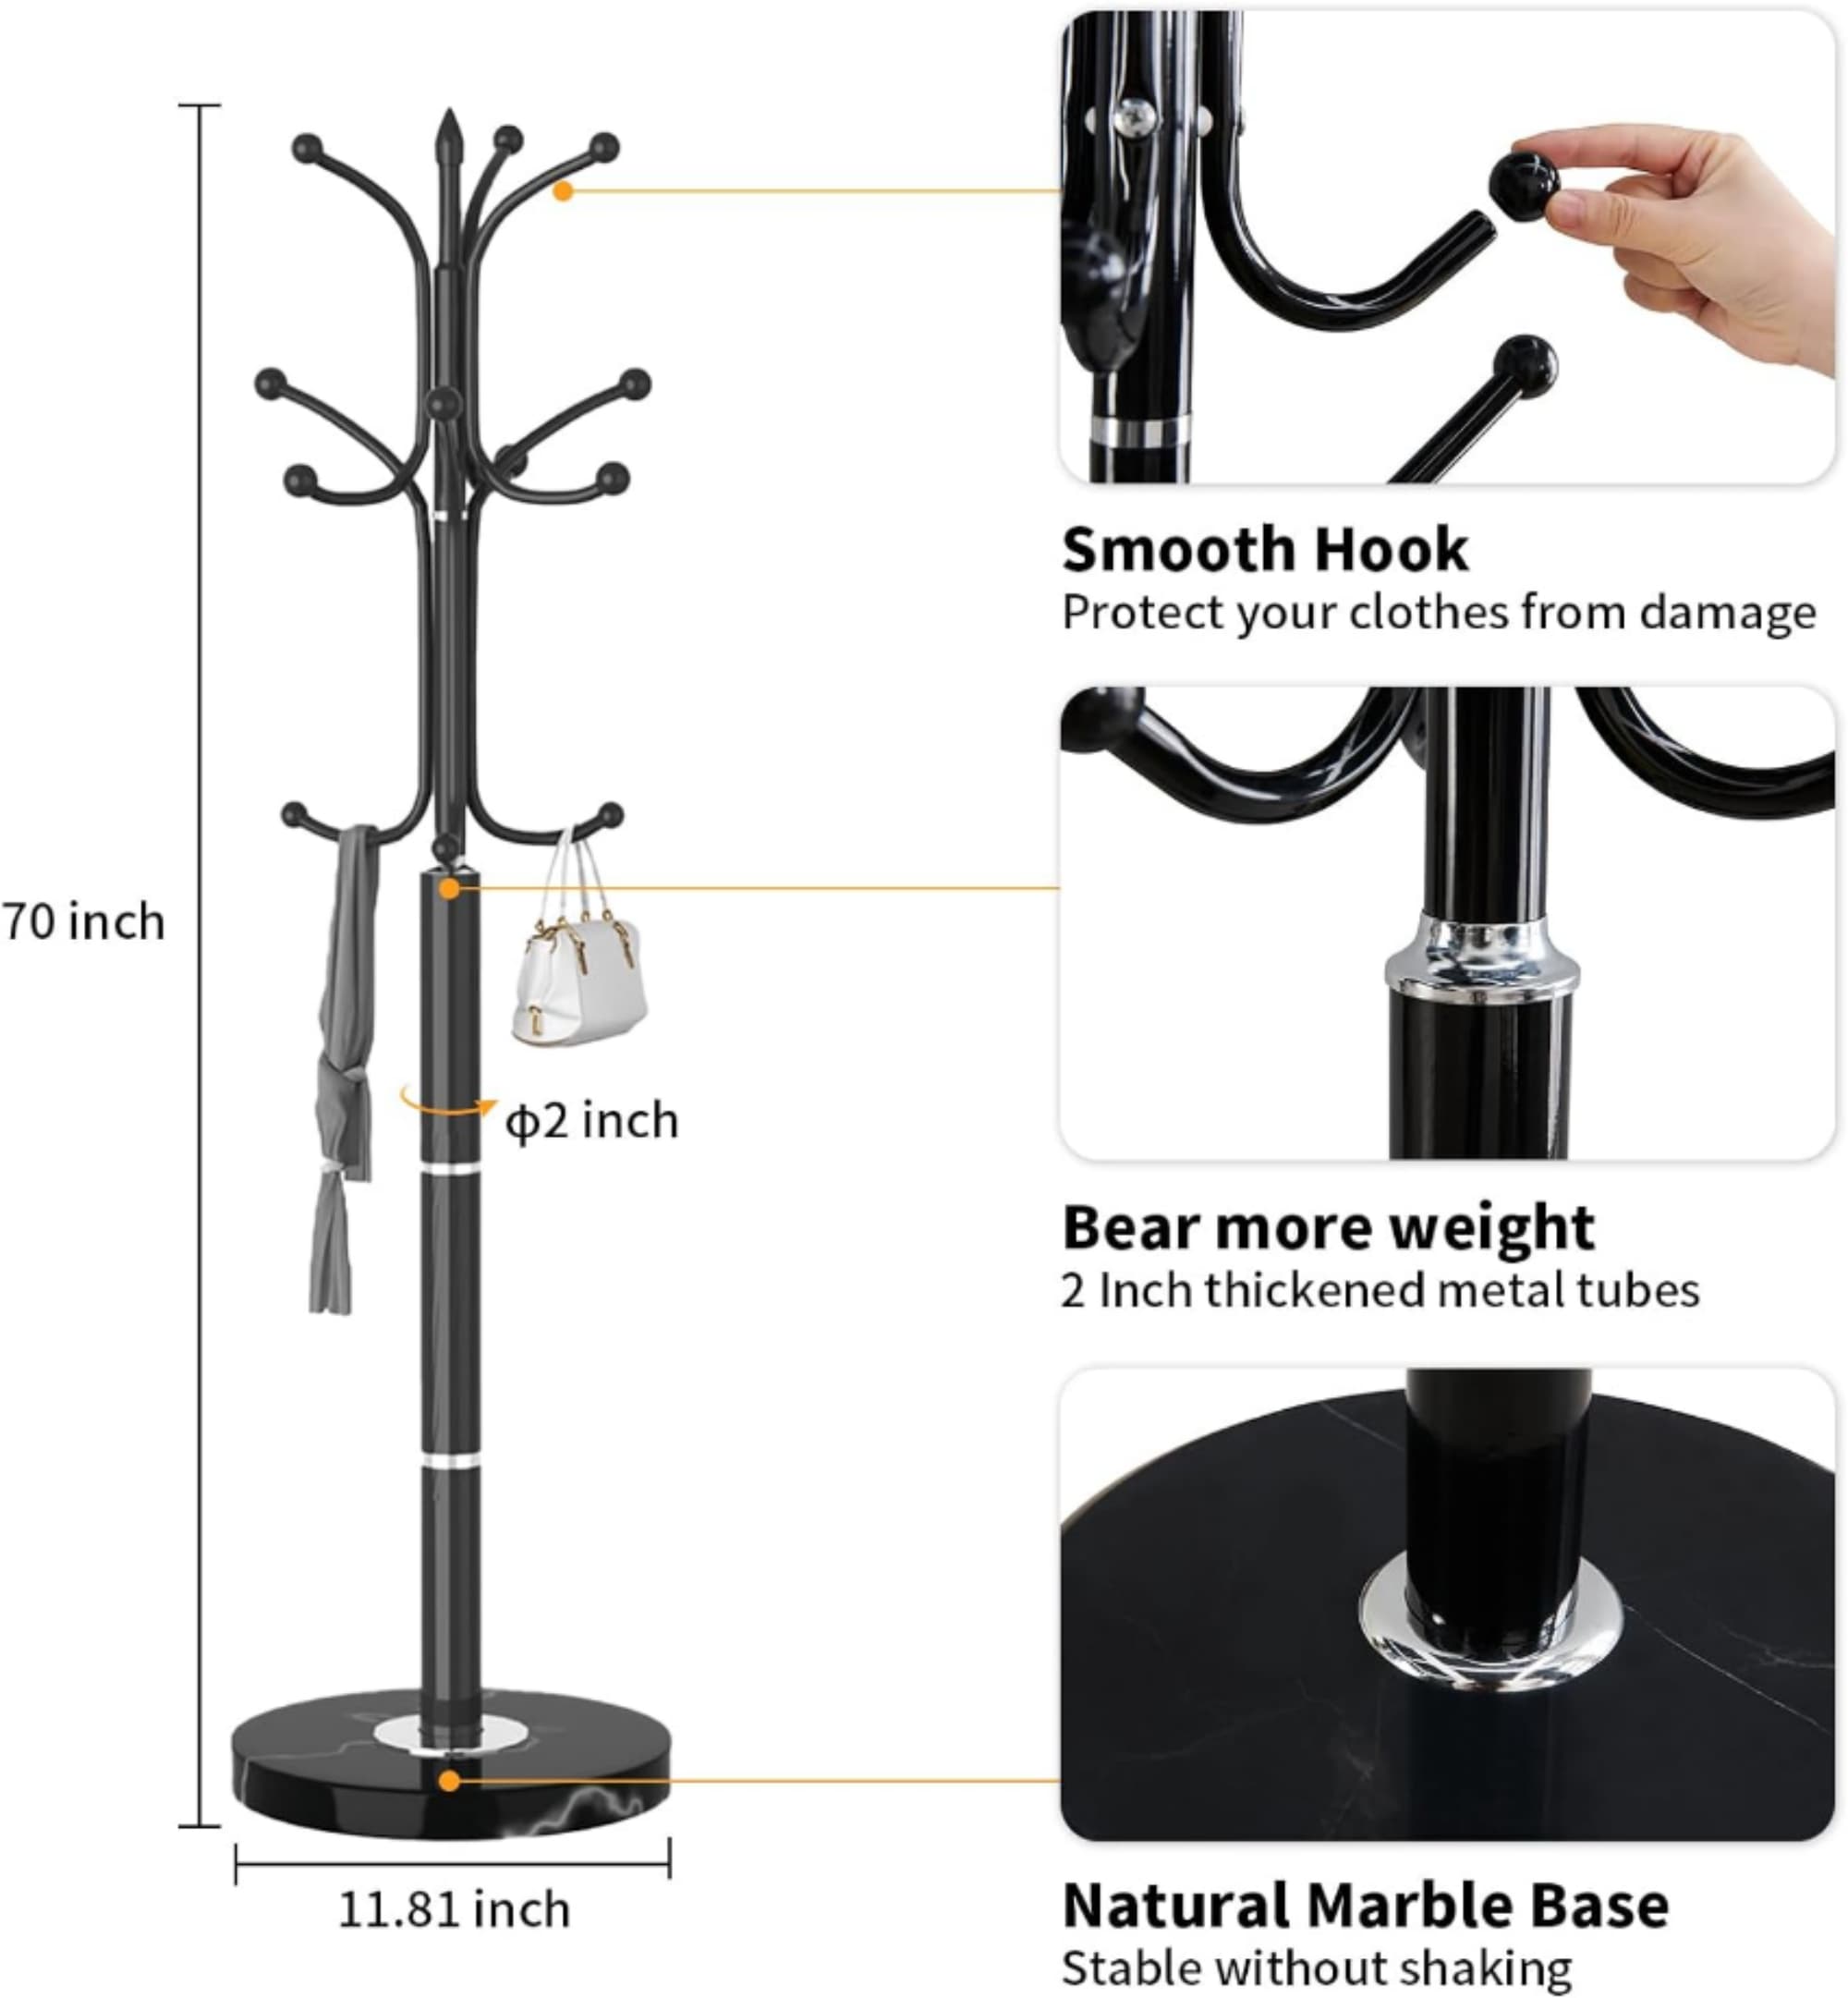 Smooth Hook
Protect your clothes from damage
70 inch
ϕ2 inch
Bear more weight
2 Inch thickened metal tubes
11.81 inch
Natural Marble Base
Stable without shaking